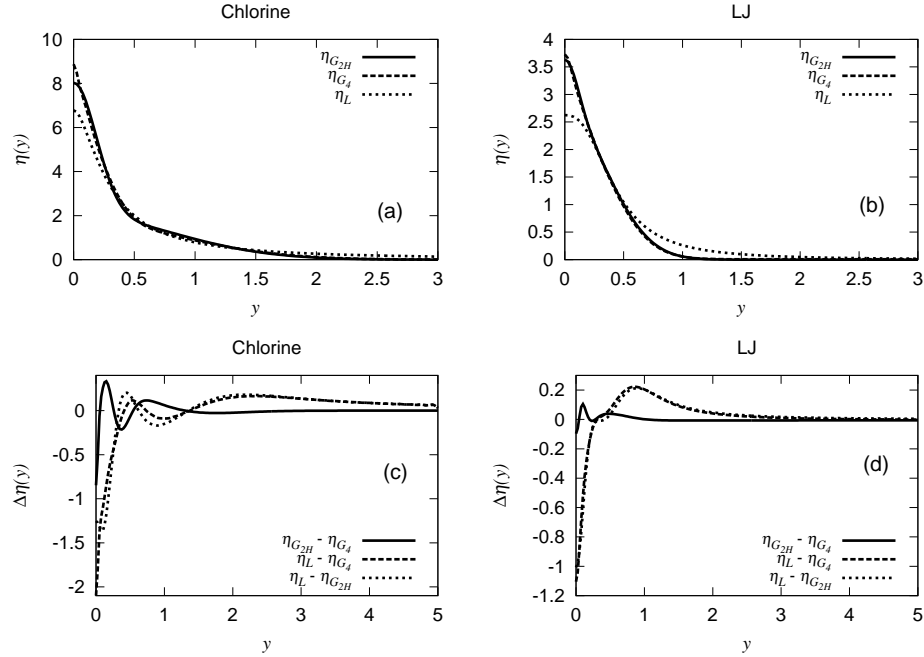 Chlorine
η(y)
10
8
6
4
2
0
η_{G_{2H}}
η_{G_4}
η_L
(a)
0 0.5 1 1.5 2 2.5 3
y
LJ
η(y)
4
3.5
3
2.5
2
1.5
1
0.5
0
η_{G_{2H}}
η_{G_4}
η_L
(b)
0 0.5 1 1.5 2 2.5 3
y
Chlorine
Δη(y)
0
-0.5
-1
-1.5
-2
(c)
η_{G_{2H}} - η_{G_4}
η_L - η_{G_4}
η_L - η_{G_{2H}}
0 1 2 3 4 5
y
LJ
Δη(y)
0.2
0
-0.2
-0.4
-0.6
-0.8
-1
-1.2
(d)
η_{G_{2H}} - η_{G_4}
η_L - η_{G_4}
η_L - η_{G_{2H}}
0 1 2 3 4 5
y